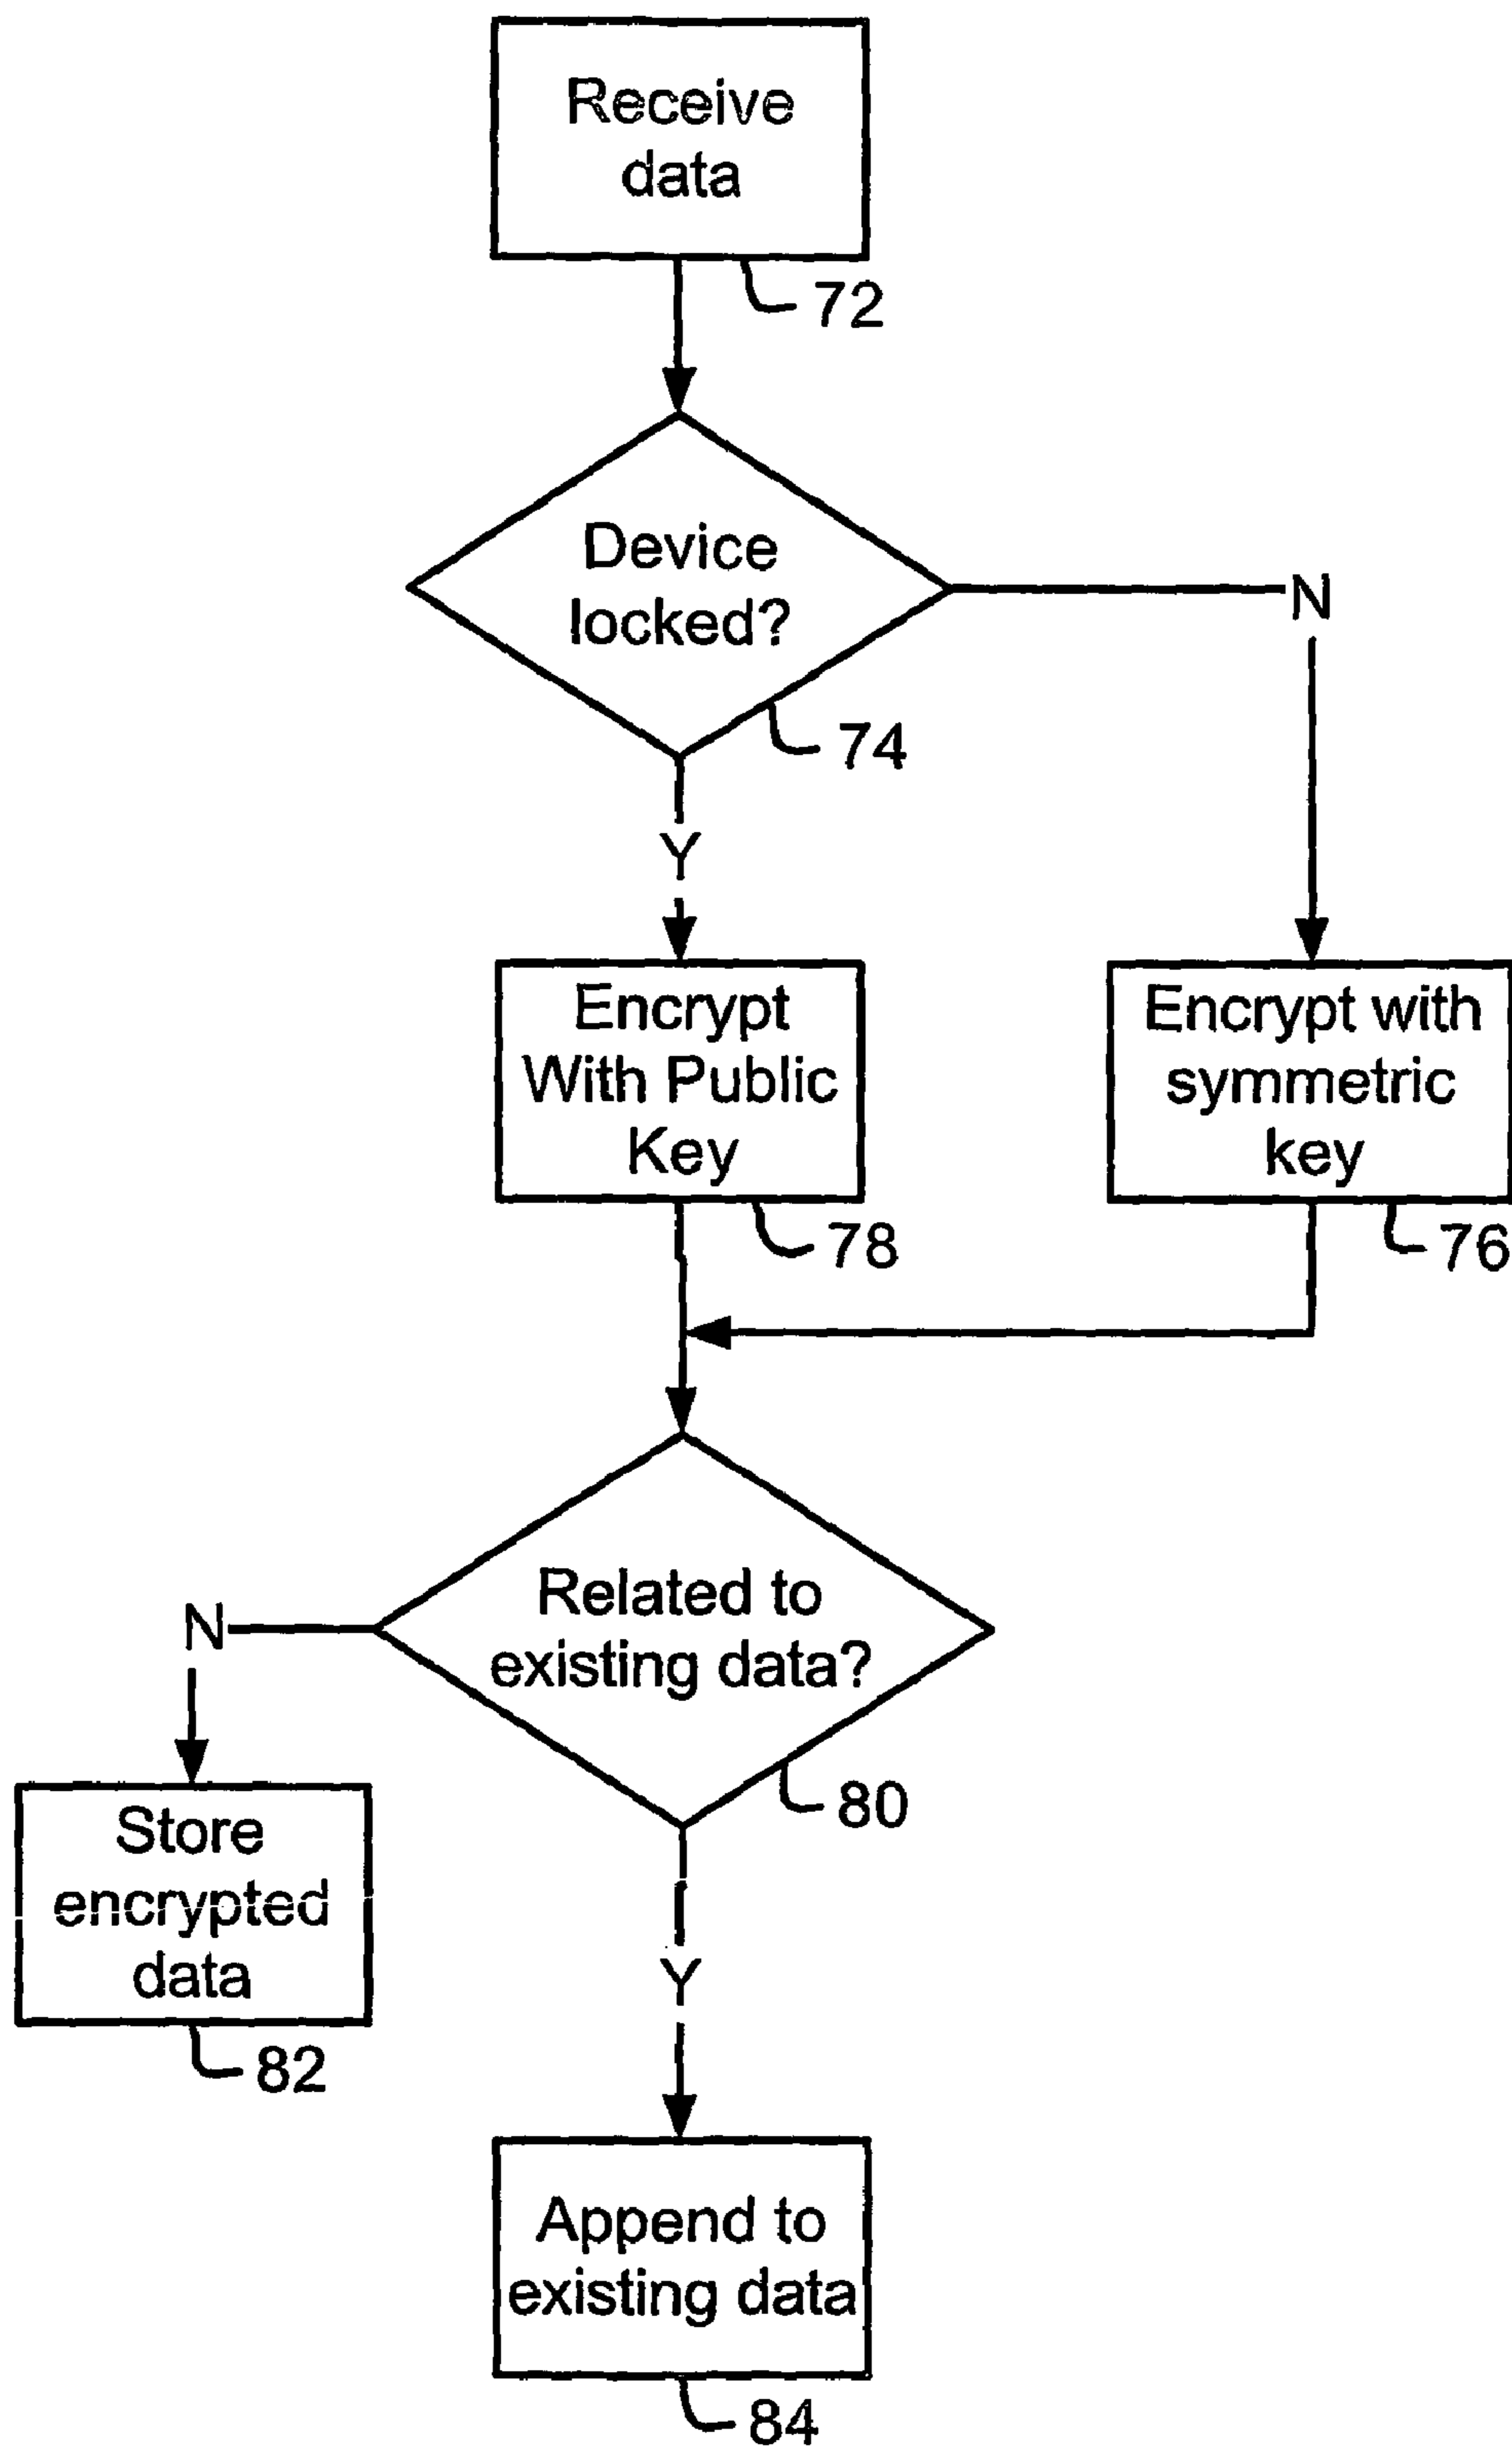 Receive
data
72
Device
locked?
N
74
Y
Encrypt
With Public
Key
Encrypt with
symmetric
key
78
76
Related to
existing data?
N
80
Store
encrypted
data
Y
82
Append to
existing data
84